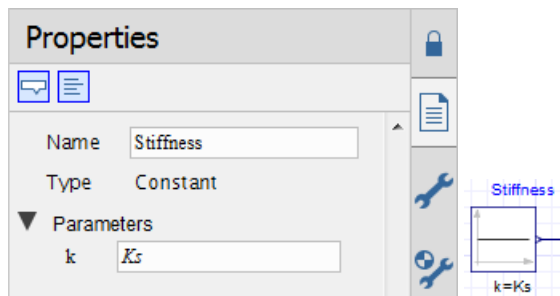 Properties
Name Stiffness
Type Constant
Parameters
k Ks
Stiffness
k=Ks